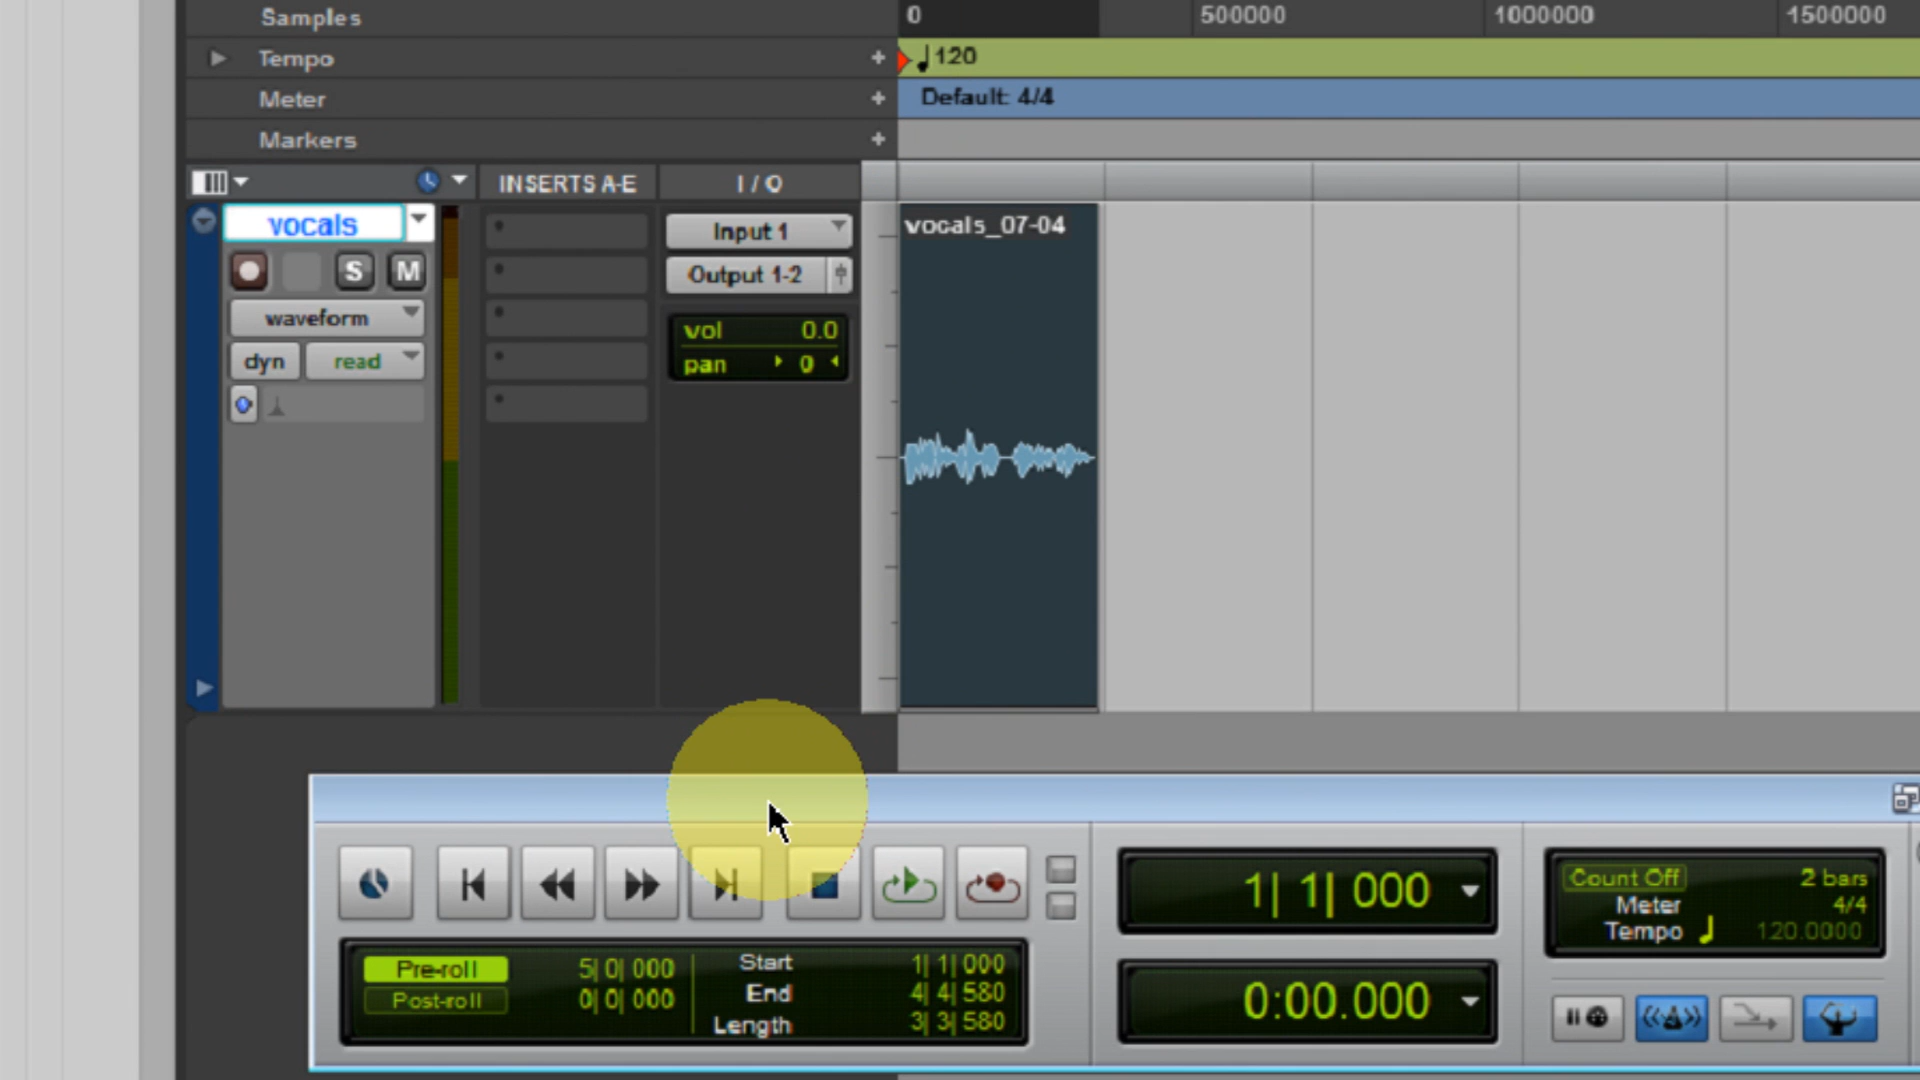 Samples 0 500000 1000000 1500000
Tempo + 120
Meter + Default: 4/4
Markers +
INSERTS A-E I / O
vocals Input 1 vocals_07-04
S M Output 1-2
waveform vol 0.0
dyn read pan 0
1| 1| 000
Count Off 2 bars
Meter 4/4
Tempo 120.0000
Pre-roll 5| 0| 000 Start 1| 1| 000
Post-roll 0| 0| 000 End 4| 4| 580
Length 3| 3| 580
0:00.000